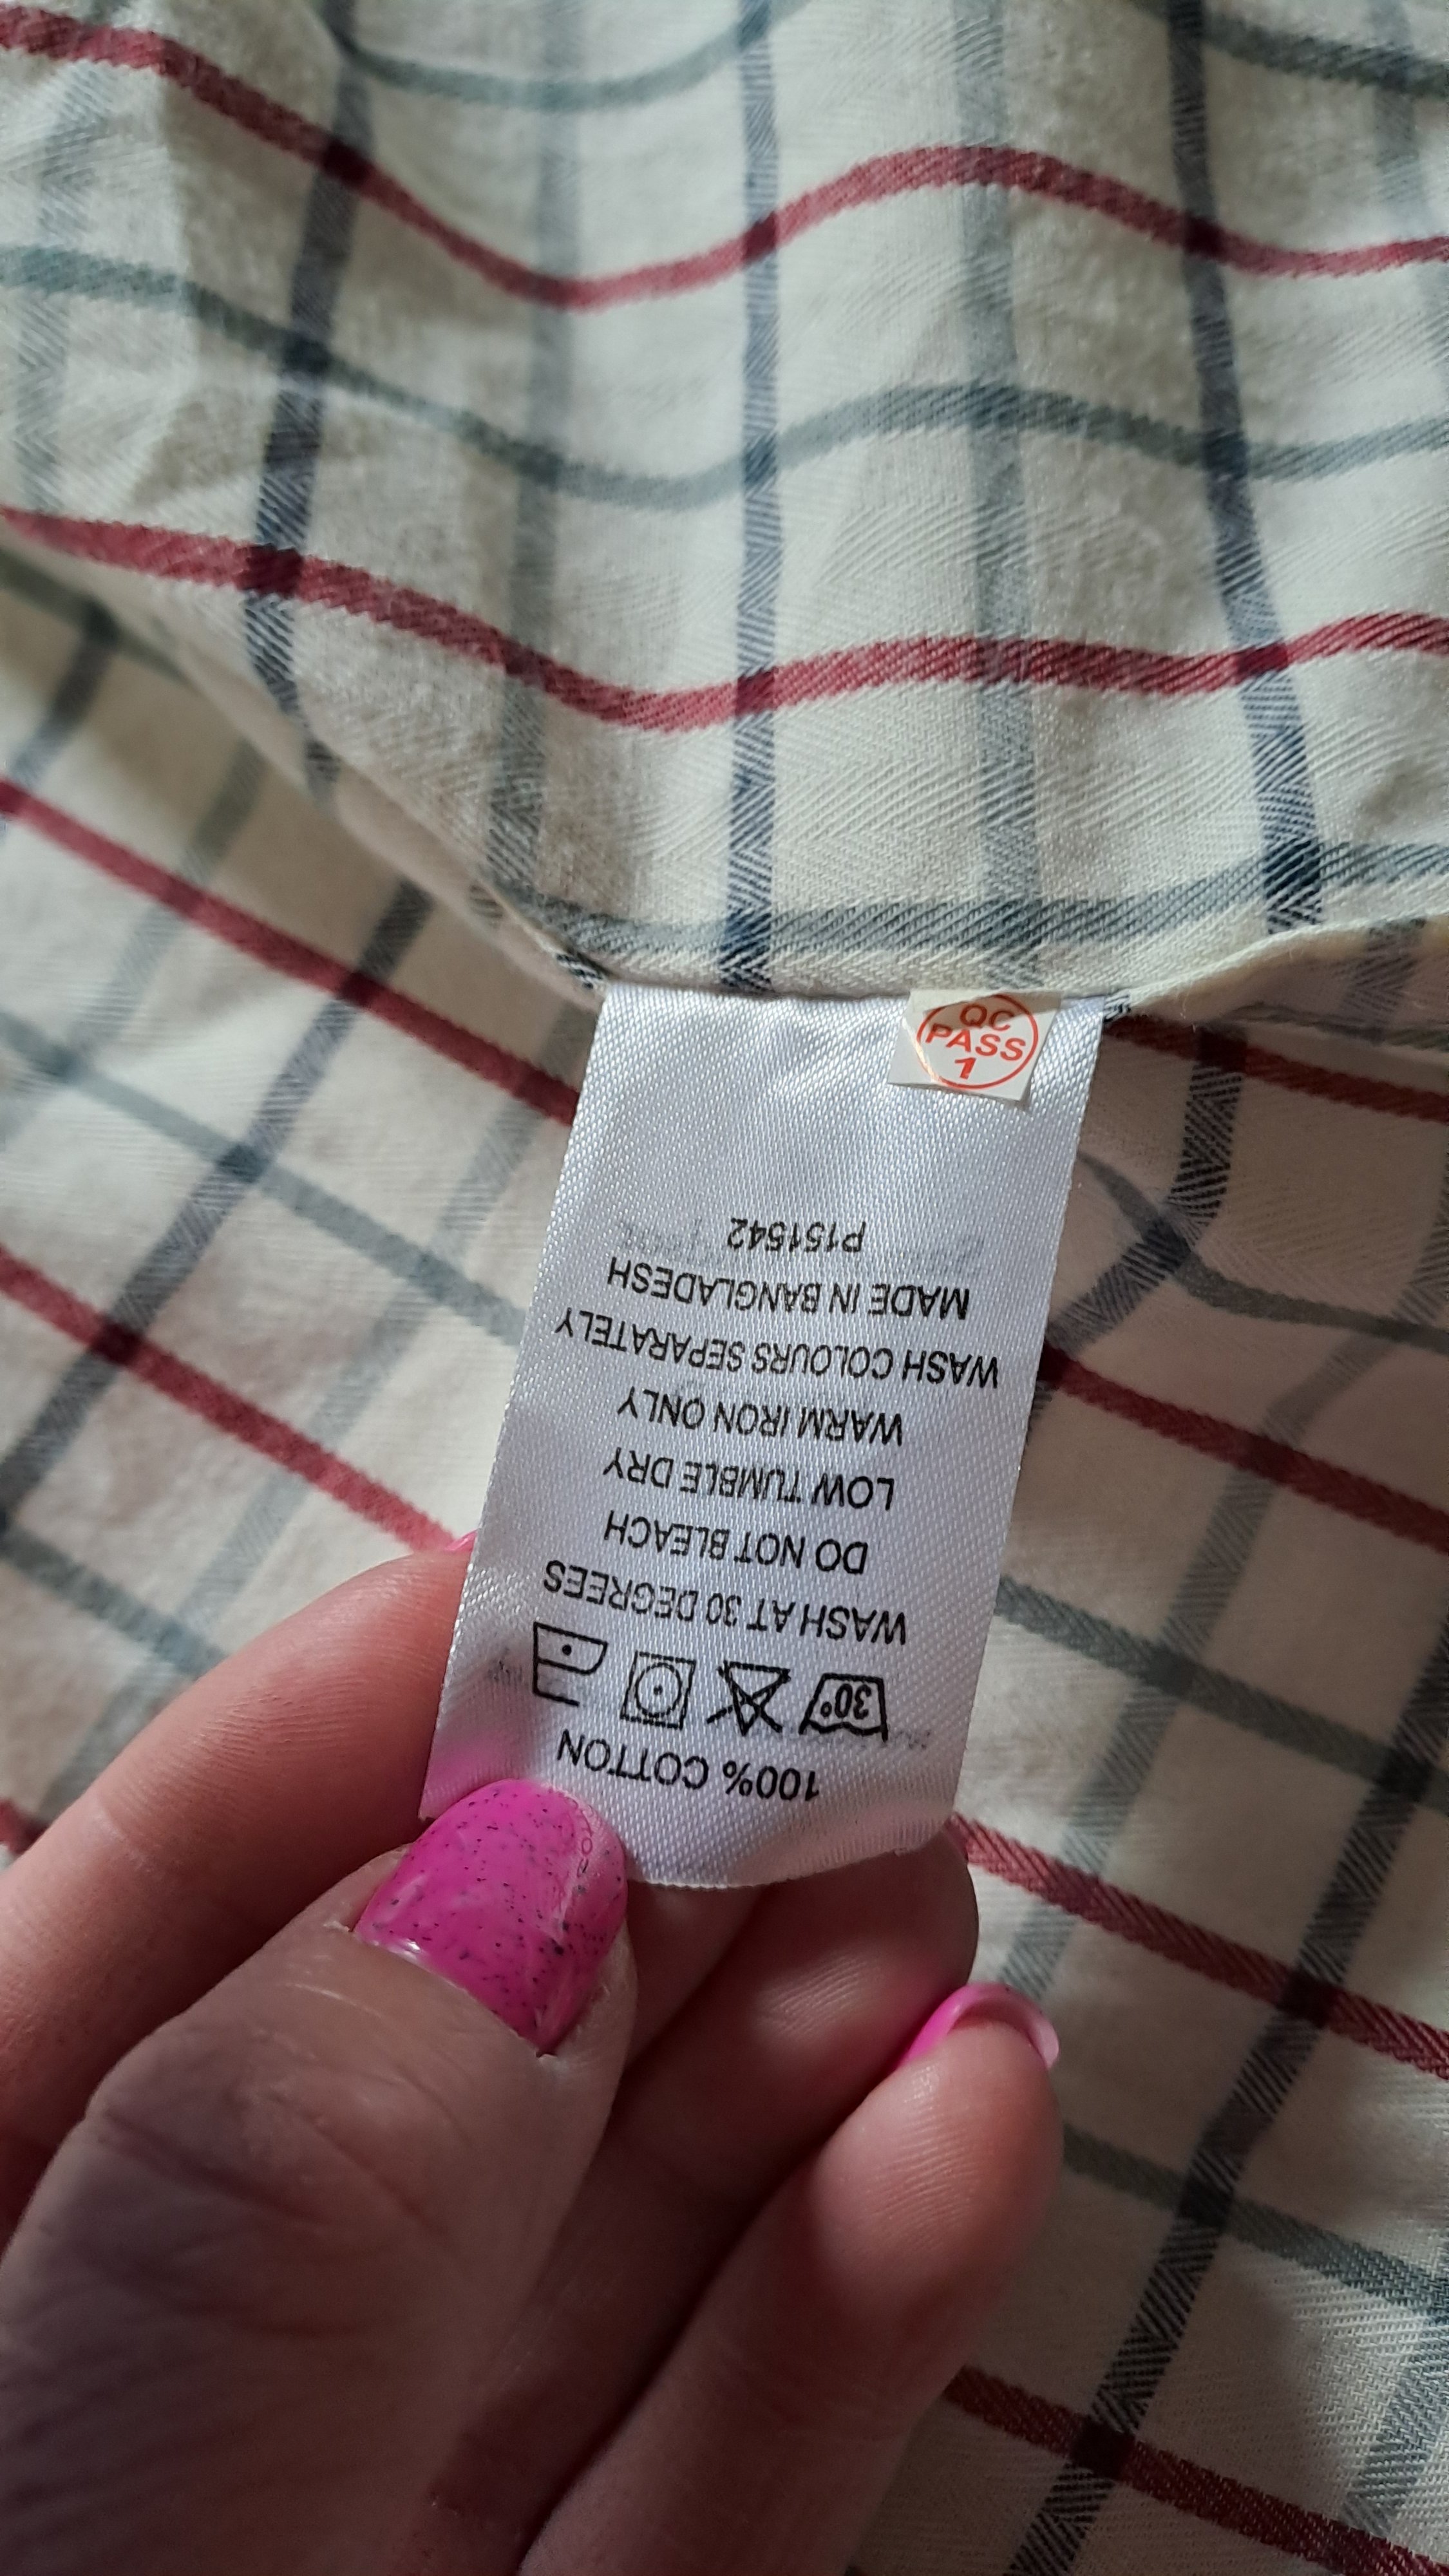 100% COTTON
30°
WASH AT 30 DEGREES
DO NOT BLEACH
LOW TUMBLE DRY
WARM IRON ONLY
WASH COLOURS SEPARATELY
MADE IN BANGLADESH
P151542
QC
PASS
1